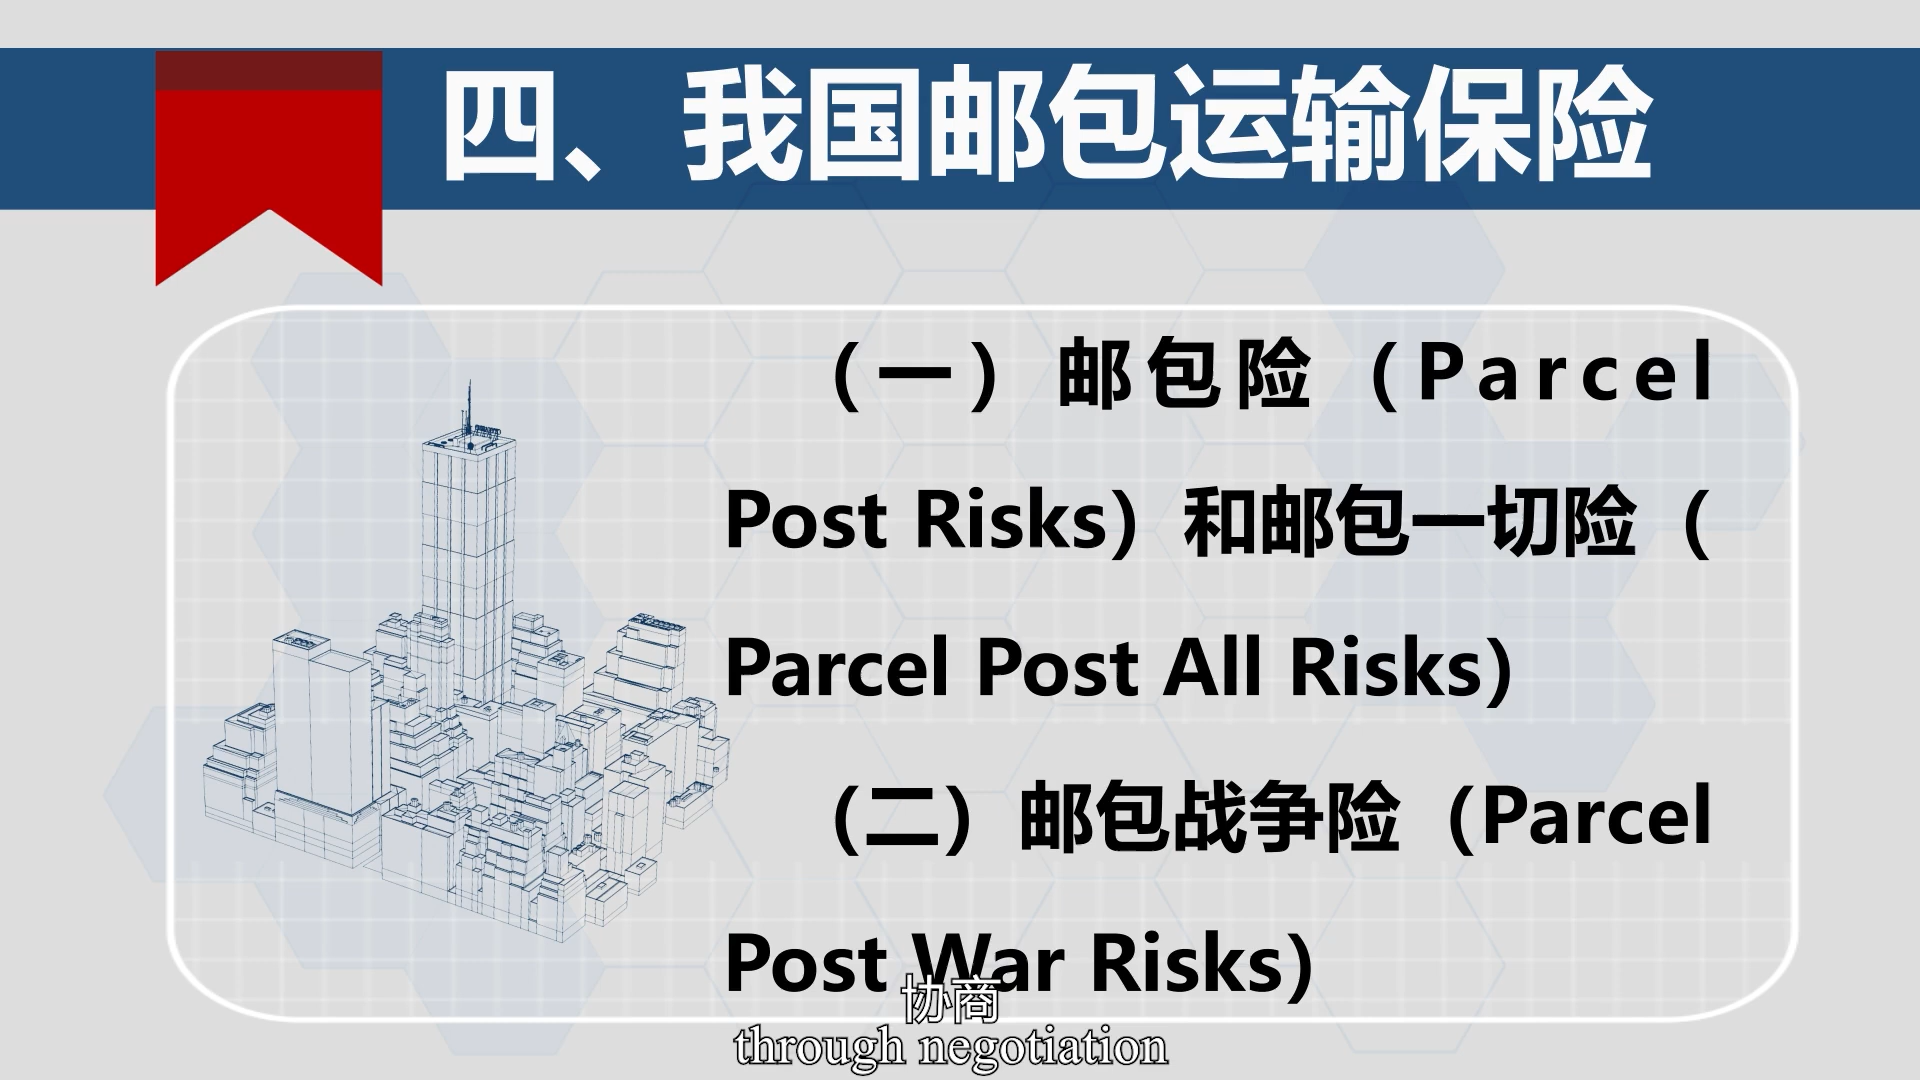 四、我国邮包运输保险
（一）邮包险（Parcel
Post Risks）和邮包一切险（
Parcel Post All Risks）
（二）邮包战争险（Parcel
Post War Risks）
协商
through negotiation